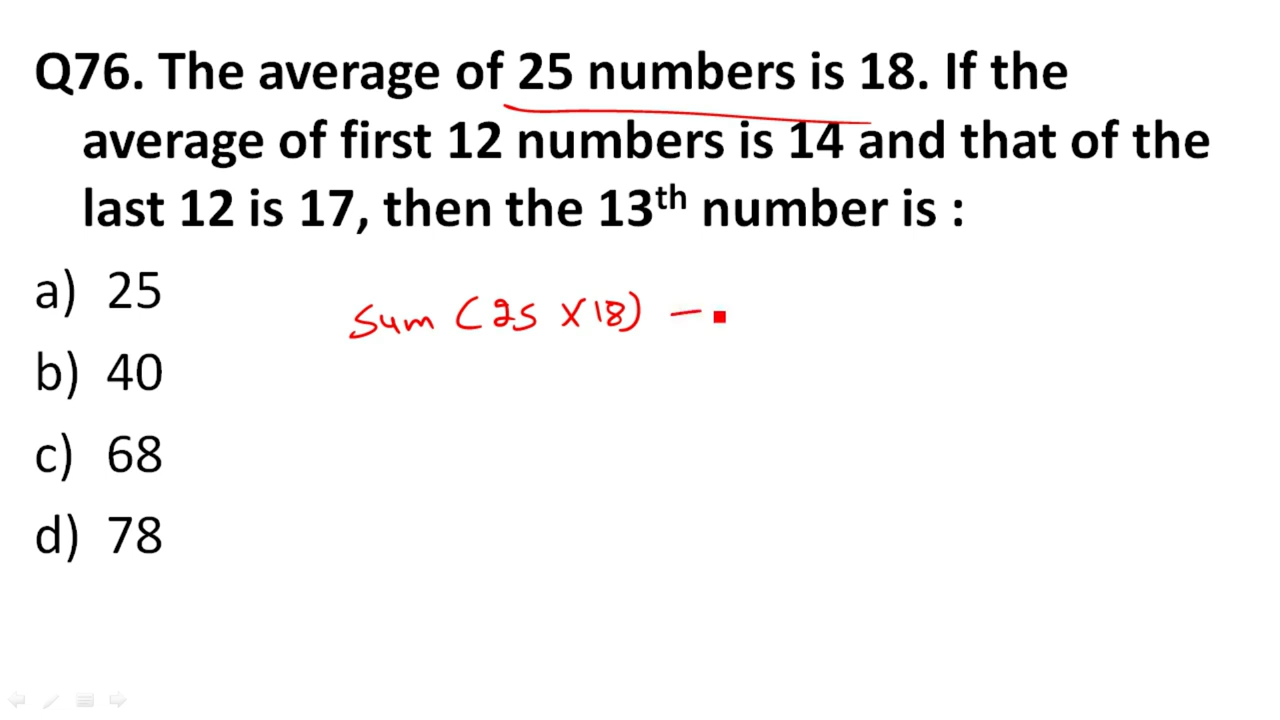 Q76. The average of 25 numbers is 18. If the
average of first 12 numbers is 14 and that of the
last 12 is 17, then the 13th number is :
a) 25
Sum (25 X 18) −
b) 40
c) 68
d) 78